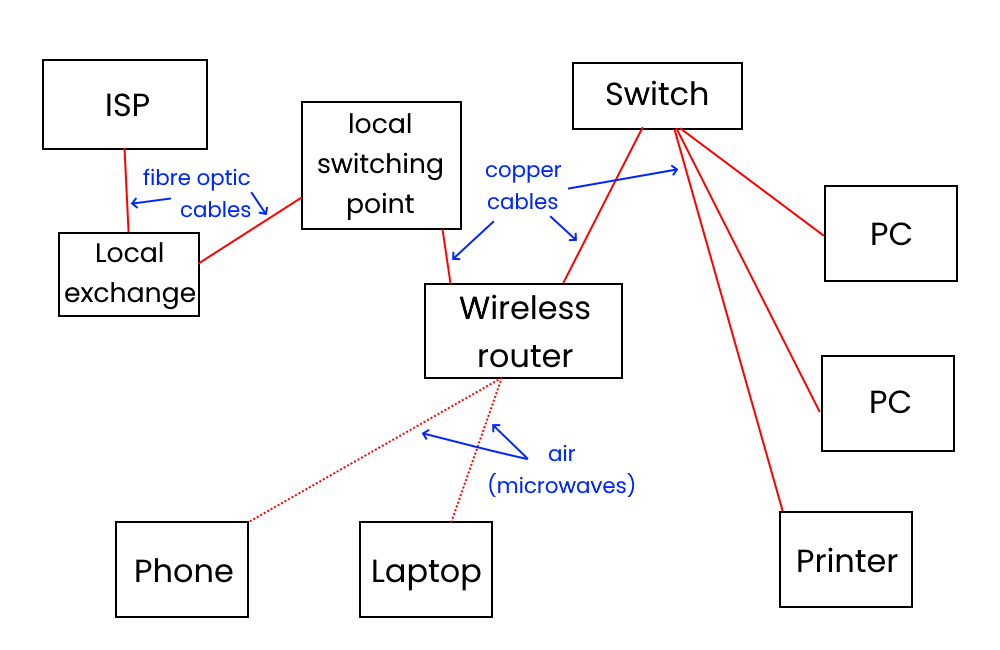 ISP
local
switching
point
Switch
fibre optic
cables
copper
cables
Local
exchange
PC
Wireless
router
PC
air
(microwaves)
Phone
Laptop
Printer